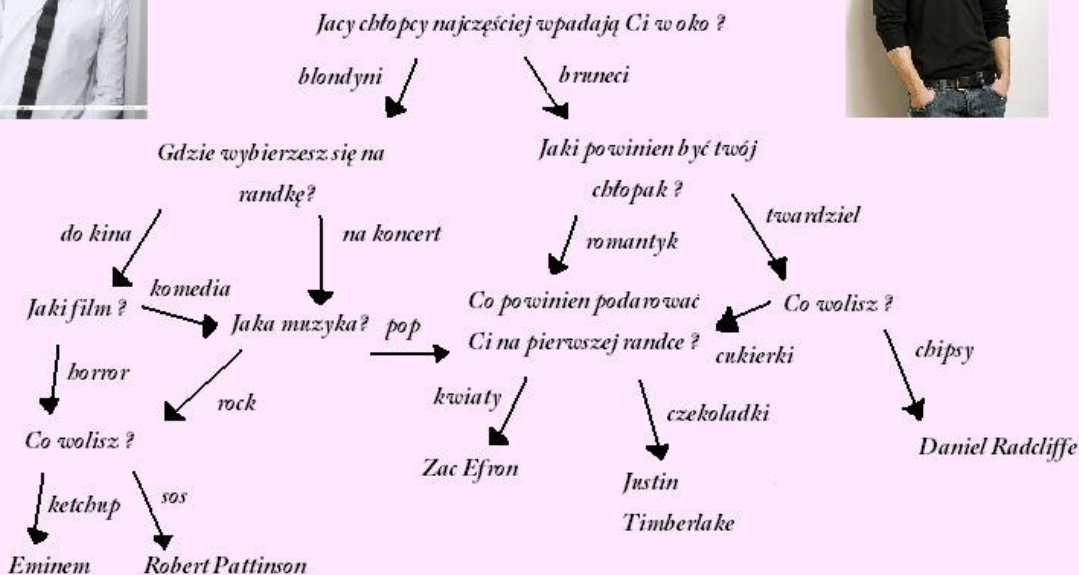 Jacy chłopcy najczęściej wpadają Ci w oko ?
blondyni
bruneci
Gdzie wybierzesz się na
randkę?
Jaki powinien być twój
chłopak ?
do kina
na koncert
romantyk
twardziel
Jaki film ?
komedia
Jaka muzyka?
pop
Co powinien podarować
Ci na pierwszej randce ?
Co wolisz ?
cukierki
chipsy
horror
rock
kwiaty
czekoladki
Co wolisz ?
Zac Efron
Justin
Timberlake
Daniel Radcliffe
ketchup
sos
Eminem
Robert Pattinson